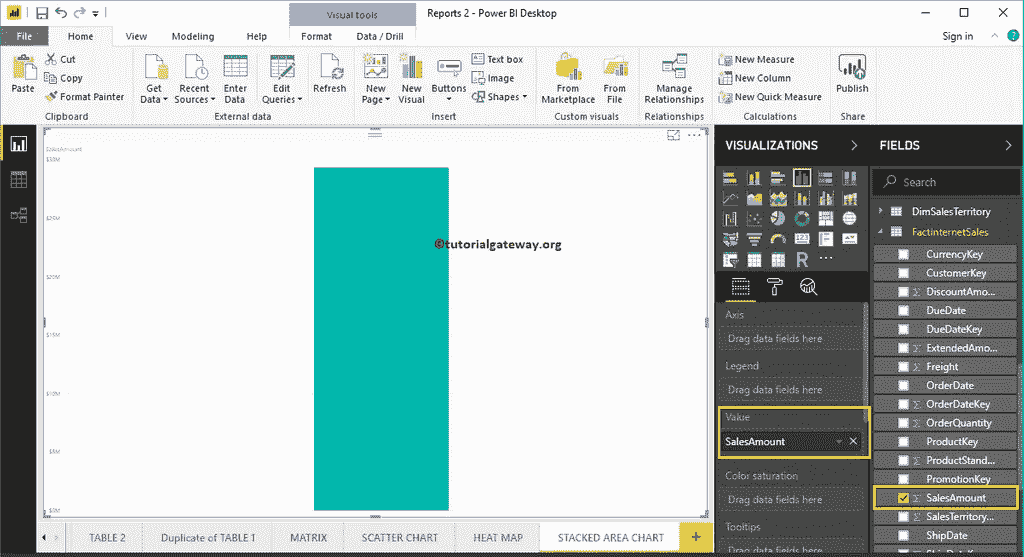 Visual tools
Reports 2 - Power BI Desktop
File
Home
View
Modeling
Help
Format
Data / Drill
Sign in
Paste
Cut
Copy
Format Painter
Clipboard
Get Data
Recent Sources
Enter Data
Edit Queries
External data
Refresh
New Page
New Visual
Buttons
Text box
Image
Shapes
Insert
From Marketplace
From File
Custom visuals
Manage Relationships
Relationships
New Measure
New Column
New Quick Measure
Calculations
Publish
Share
SalesAmount
$30M
$25M
$20M
$15M
$10M
$5M
$0M
©tutorialgateway.org
VISUALIZATIONS
R
Axis
Drag data fields here
Legend
Drag data fields here
Value
SalesAmount
Color saturation
Drag data fields here
Tooltips
Drag data fields here
FIELDS
Search
DimSalesTerritory
FactInternetSales
CurrencyKey
CustomerKey
DiscountAmo...
DueDate
DueDateKey
ExtendedAmo...
Freight
OrderDate
OrderDateKey
OrderQuantity
ProductKey
ProductStand...
PromotionKey
SalesAmount
SalesTerritory...
ShipDate
TABLE 2
Duplicate of TABLE 1
MATRIX
SCATTER CHART
HEAT MAP
STACKED AREA CHART